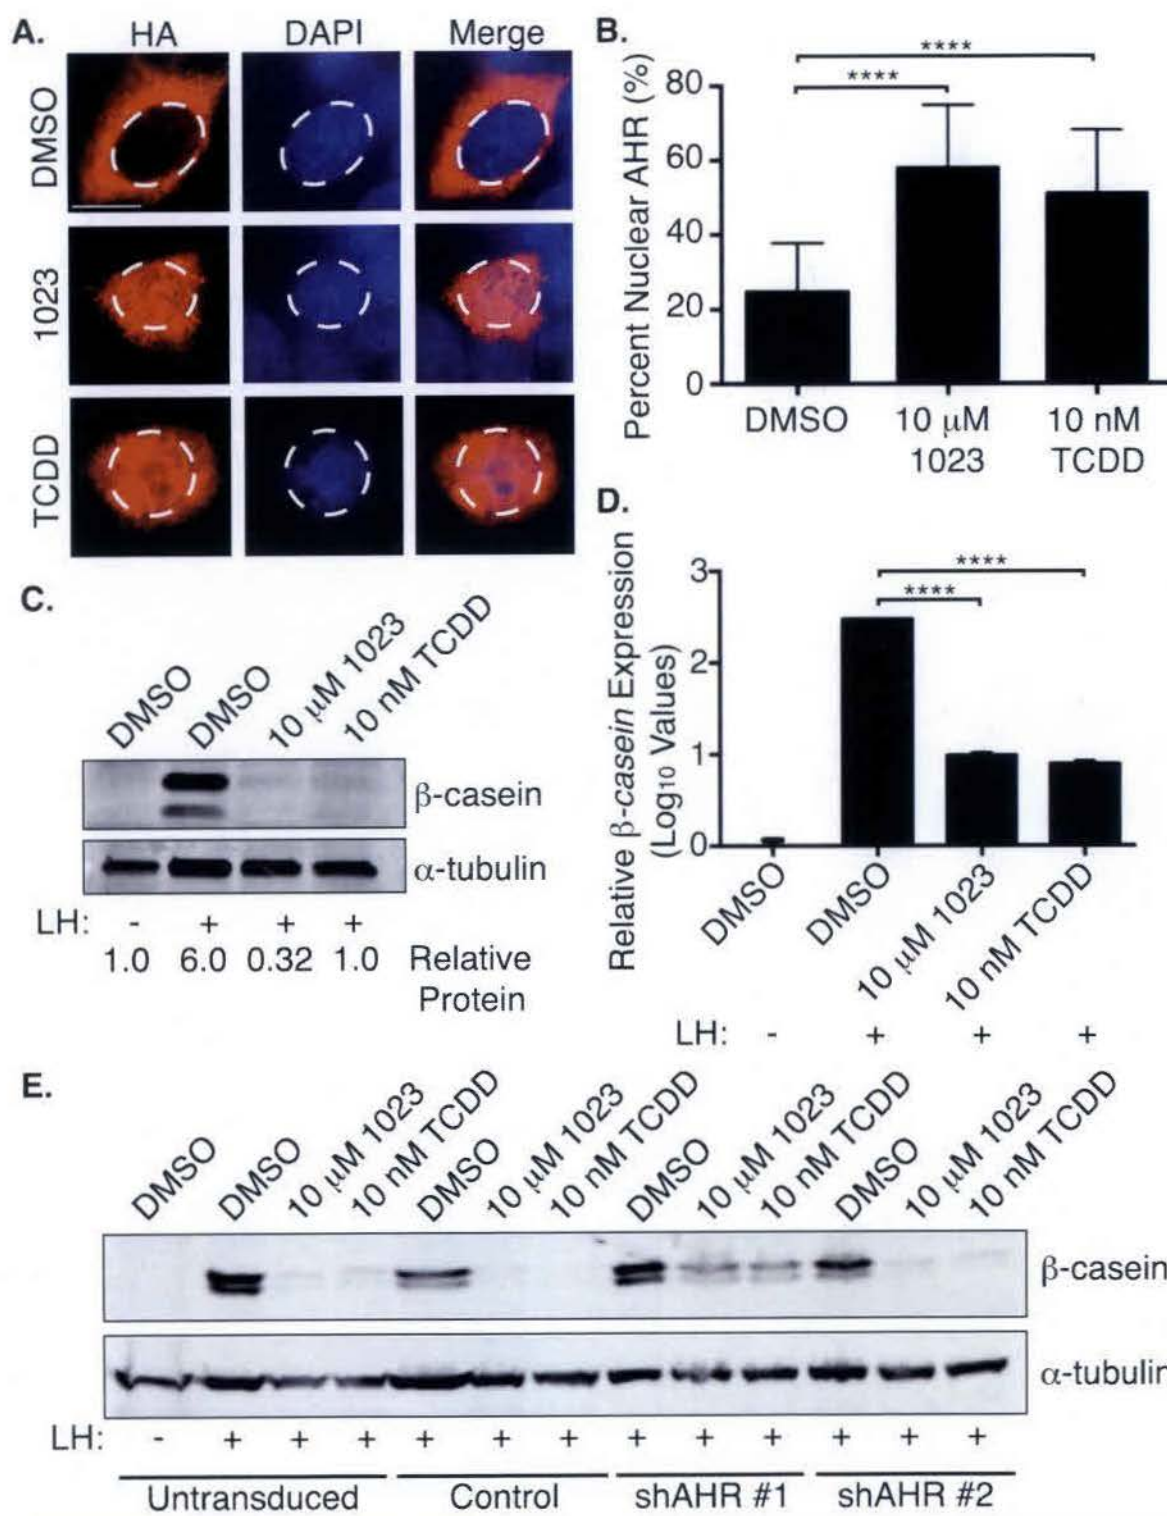 A.
HA DAPI Merge
DMSO
1023
TCDD
B.
Percent Nuclear AHR (%)
80
60
40
20
0
****
****
DMSO 10 μM 10 nM
1023 TCDD
C.
DMSO DMSO 10 μM 1023 10 nM TCDD
β-casein
α-tubulin
LH: - + + +
1.0 6.0 0.32 1.0 Relative
Protein
D.
Relative β-casein Expression
(Log10 Values)
3
2
1
0
****
****
DMSO DMSO 10 μM 1023 10 nM TCDD
LH: - + + +
E.
DMSO DMSO 10 μM 1023 10 nM TCDD DMSO 10 μM 1023 10 nM TCDD DMSO 10 μM 1023 10 nM TCDD DMSO 10 μM 1023 10 nM TCDD
β-casein
α-tubulin
LH: - + + + + + + + + + + + +
Untransduced Control shAHR #1 shAHR #2